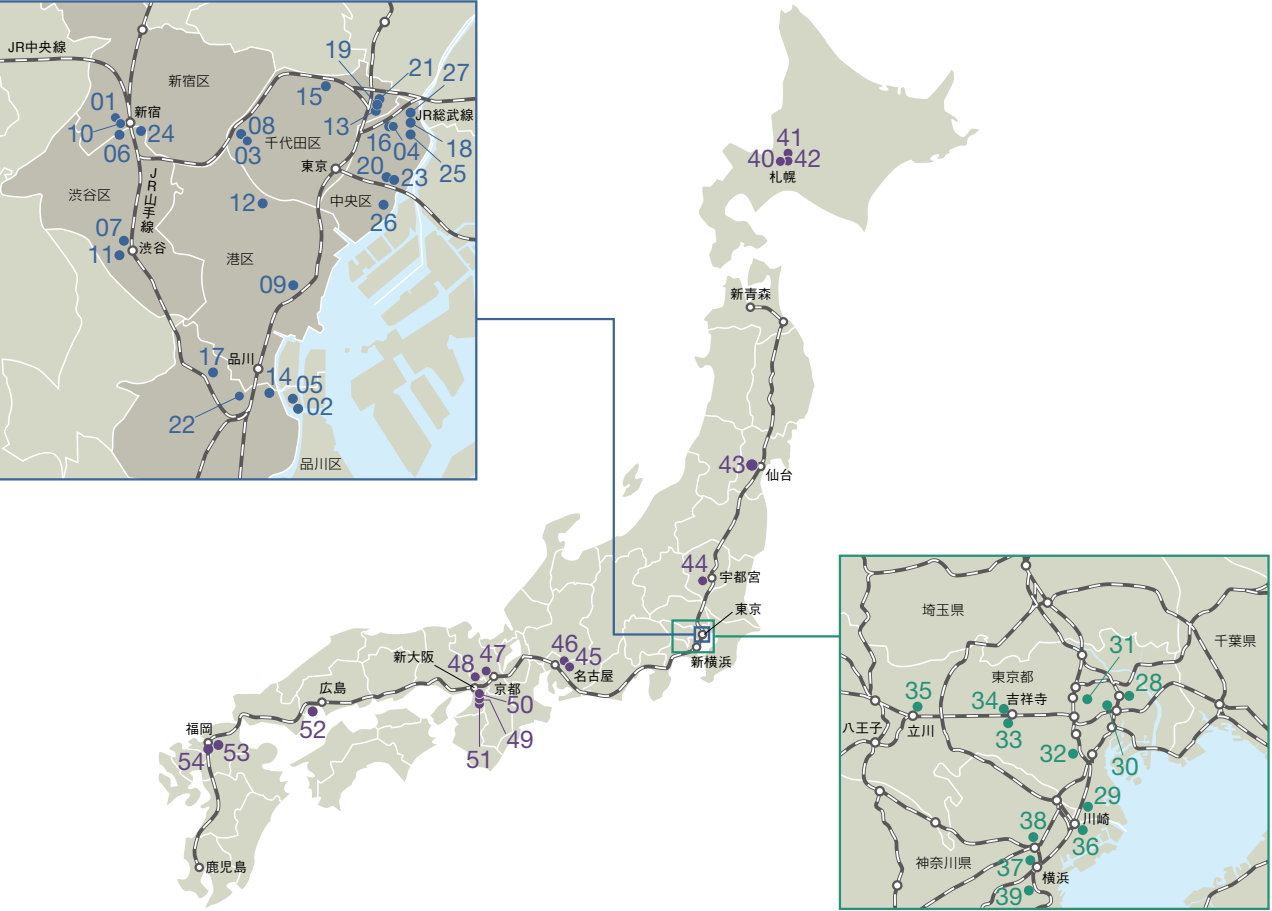 JR中央線
新宿区
01
新宿
10
24
06
08
03
千代田区
15
19
21
27
13
JR総武線
16
04
18
25
東京
20
23
中央区
26
渋谷区
JR山手線
12
07
渋谷
11
港区
09
17
品川
14
05
02
22
品川区
41
40
42
札幌
新青森
43
仙台
44
宇都宮
東京
新横浜
46
45
名古屋
新大阪
48
47
京都
50
49
51
広島
52
福岡
53
54
鹿児島
埼玉県
千葉県
東京都
31
28
35
34
吉祥寺
八王子
立川
33
32
30
29
川崎
36
38
神奈川県
37
横浜
39